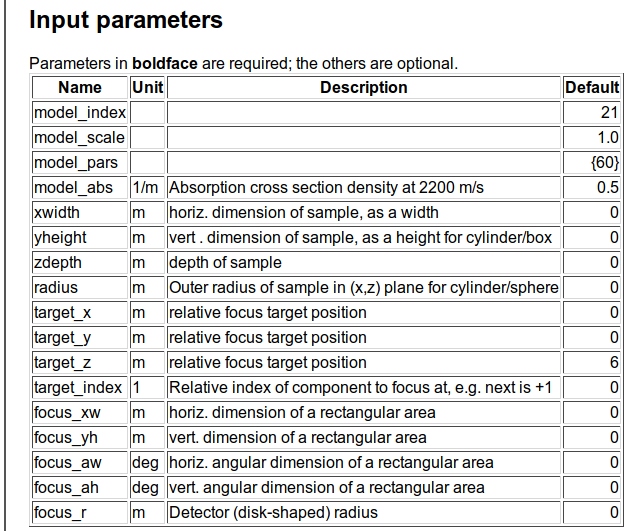 Input parameters
Parameters in boldface are required; the others are optional.
Name Unit Description Default
model_index 21
model_scale 1.0
model_pars {60}
model_abs 1/m Absorption cross section density at 2200 m/s 0.5
xwidth m horiz. dimension of sample, as a width 0
yheight m vert . dimension of sample, as a height for cylinder/box 0
zdepth m depth of sample 0
radius m Outer radius of sample in (x,z) plane for cylinder/sphere 0
target_x m relative focus target position 0
target_y m relative focus target position 0
target_z m relative focus target position 6
target_index 1 Relative index of component to focus at, e.g. next is +1 0
focus_xw m horiz. dimension of a rectangular area 0
focus_yh m vert. dimension of a rectangular area 0
focus_aw deg horiz. angular dimension of a rectangular area 0
focus_ah deg vert. angular dimension of a rectangular area 0
focus_r m Detector (disk-shaped) radius 0